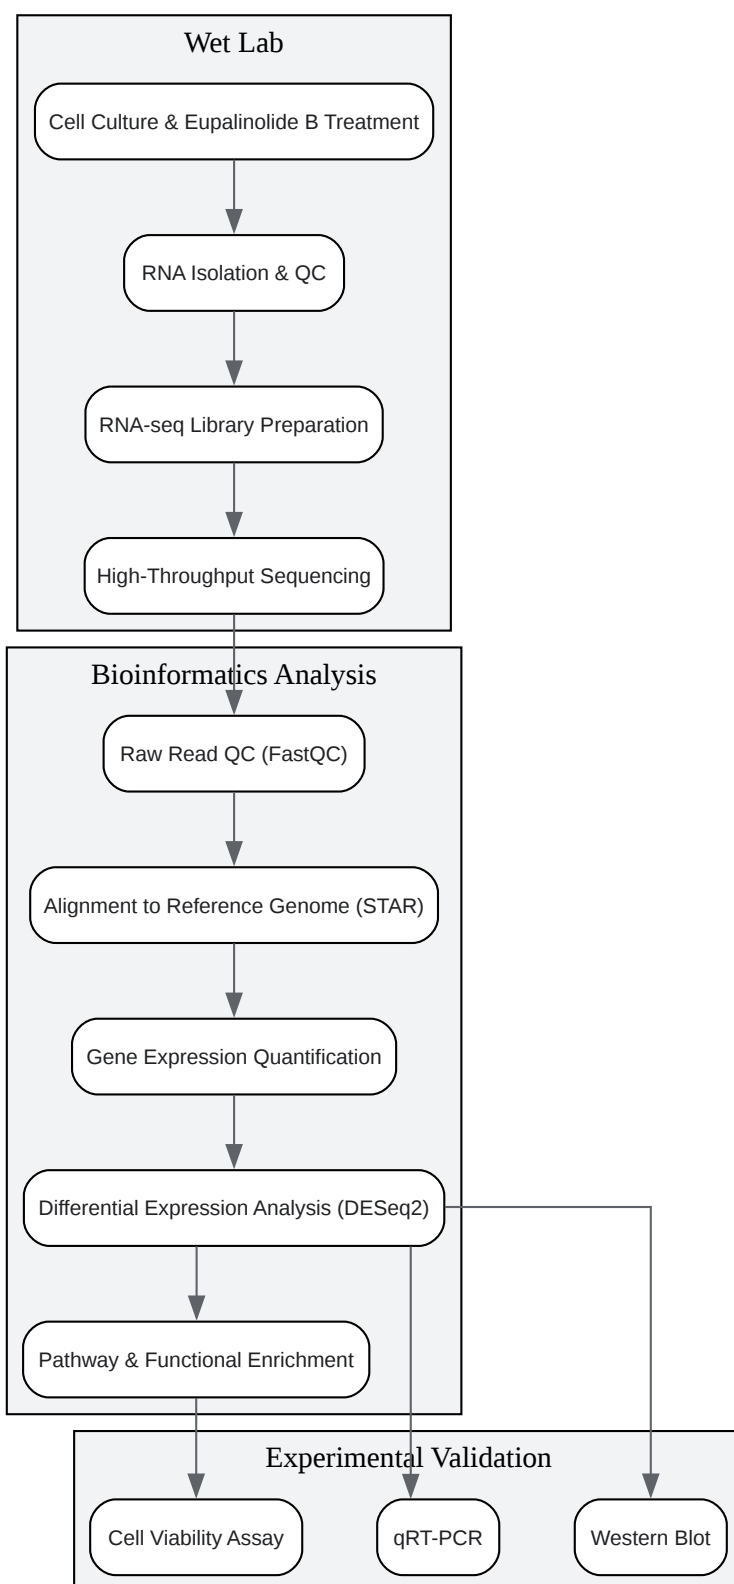 Wet Lab
Cell Culture & Eupalinolide B Treatment
RNA Isolation & QC
RNA-seq Library Preparation
High-Throughput Sequencing
Bioinformatics Analysis
Raw Read QC (FastQC)
Alignment to Reference Genome (STAR)
Gene Expression Quantification
Differential Expression Analysis (DESeq2)
Pathway & Functional Enrichment
Experimental Validation
Cell Viability Assay
qRT-PCR
Western Blot